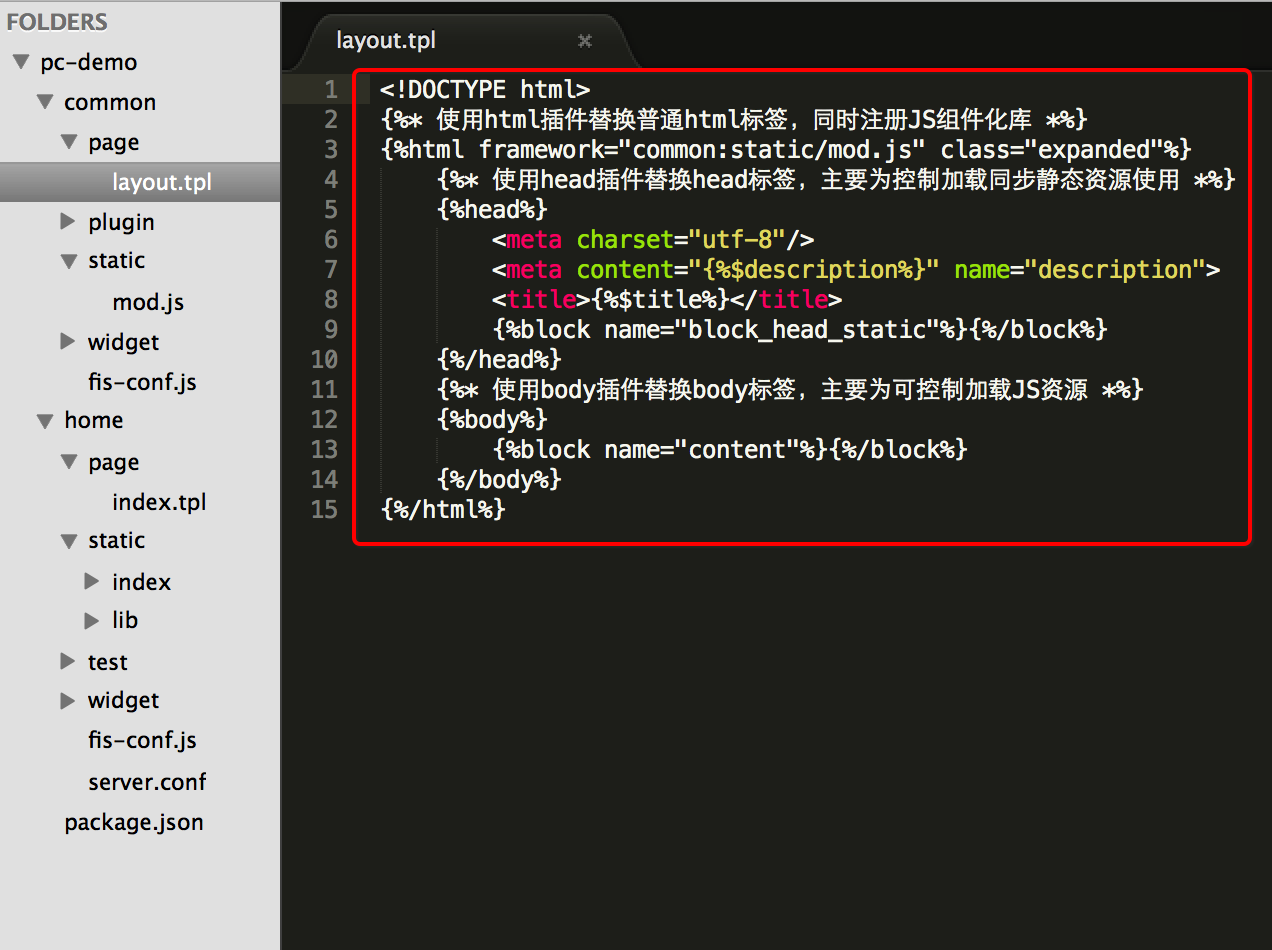 FOLDERS
pc-demo
common
page
layout.tpl
plugin
static
mod.js
widget
fis-conf.js
home
page
index.tpl
static
index
lib
test
widget
fis-conf.js
server.conf
package.json
layout.tpl
1 <!DOCTYPE html>
2 {%* 使用html插件替换普通html标签，同时注册JS组件化库 *%}
3 {%html framework="common:static/mod.js" class="expanded"%}
4 {%* 使用head插件替换head标签，主要为控制加载同步静态资源使用 *%}
5 {%head%}
6 <meta charset="utf-8"/>
7 <meta content="{%$description%}" name="description">
8 <title>{%$title%}</title>
9 {%block name="block_head_static"%}{%/block%}
10 {%/head%}
11 {%* 使用body插件替换body标签，主要为可控制加载JS资源 *%}
12 {%body%}
13 {%block name="content"%}{%/block%}
14 {%/body%}
15 {%/html%}